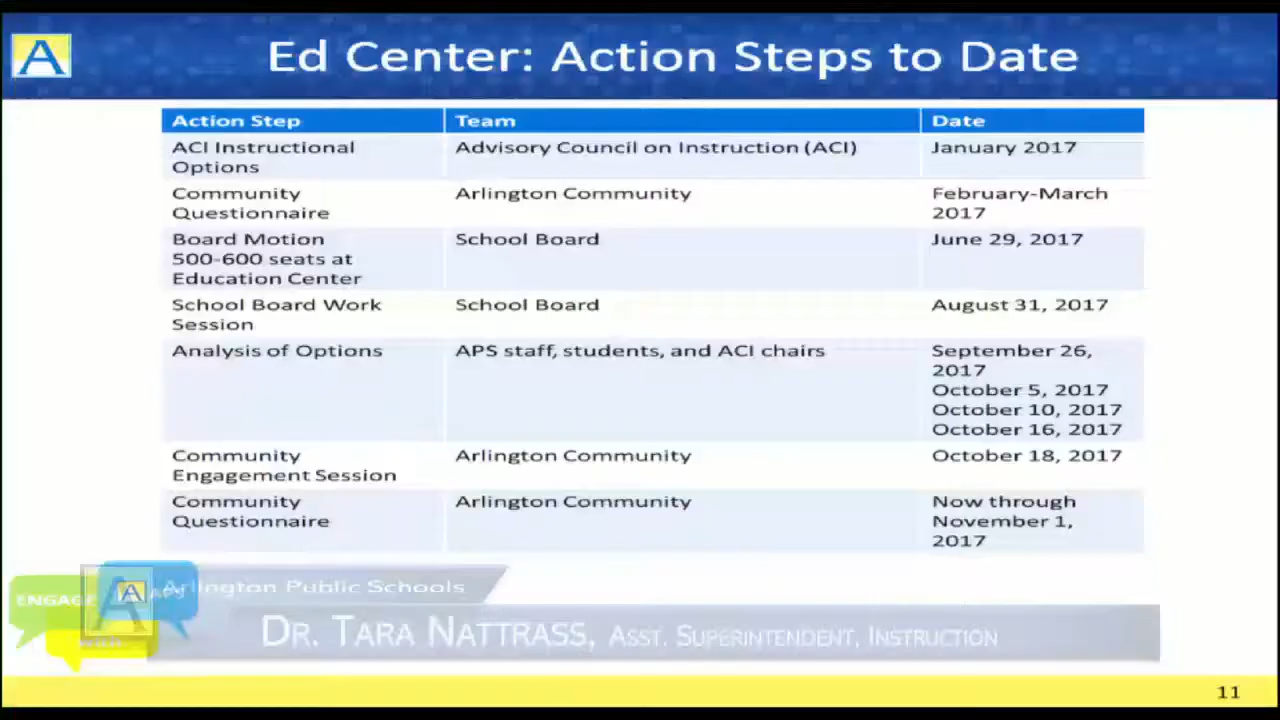 A
Ed Center: Action Steps to Date
Action Step
Team
Date
ACI Instructional
Options
Advisory Council on Instruction (ACI)
January 2017
Community
Questionnaire
Arlington Community
February-March
2017
Board Motion
500-600 seats at
Education Center
School Board
June 29, 2017
School Board Work
Session
School Board
August 31, 2017
Analysis of Options
APS staff, students, and ACI chairs
September 26,
2017
October 5, 2017
October 10, 2017
October 16, 2017
Community
Engagement Session
Arlington Community
October 18, 2017
Community
Questionnaire
Arlington Community
Now through
November 1,
2017
Arlington Public Schools
ENGAGE
A
DR. TARA NATTRASS, ASST. SUPERINTENDENT, INSTRUCTION
11